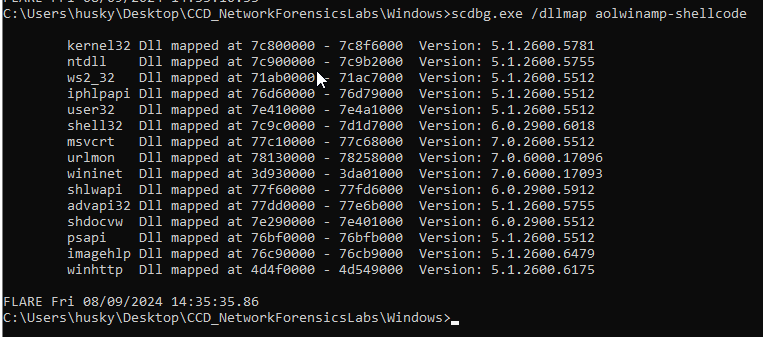 C:\Users\husky\Desktop\CCD_NetworkForensicsLabs\Windows>scdbg.exe /dllmap aolwinamp-shellcode
kernel32 Dll mapped at 7c800000 - 7c8f6000 Version: 5.1.2600.5781
ntdll Dll mapped at 7c900000 - 7c9b2000 Version: 5.1.2600.5755
ws2_32 Dll mapped at 71ab0000 - 71ac7000 Version: 5.1.2600.5512
iphlpapi Dll mapped at 76d60000 - 76d79000 Version: 5.1.2600.5512
user32 Dll mapped at 7e410000 - 7e4a1000 Version: 5.1.2600.5512
shell32 Dll mapped at 7c9c0000 - 7d1d7000 Version: 6.0.2900.6018
msvcrt Dll mapped at 77c10000 - 77c68000 Version: 7.0.2600.5512
urlmon Dll mapped at 78130000 - 78258000 Version: 7.0.6000.17096
wininet Dll mapped at 3d930000 - 3da01000 Version: 7.0.6000.17093
shlwapi Dll mapped at 77f60000 - 77fd6000 Version: 6.0.2900.5912
advapi32 Dll mapped at 77dd0000 - 77e6b000 Version: 5.1.2600.5755
shdocvw Dll mapped at 7e290000 - 7e401000 Version: 6.0.2900.5512
psapi Dll mapped at 76bf0000 - 76bfb000 Version: 5.1.2600.5512
imagehlp Dll mapped at 76c90000 - 76cb9000 Version: 5.1.2600.6479
winhttp Dll mapped at 4d4f0000 - 4d549000 Version: 5.1.2600.6175
FLARE Fri 08/09/2024 14:35:35.86
C:\Users\husky\Desktop\CCD_NetworkForensicsLabs\Windows>